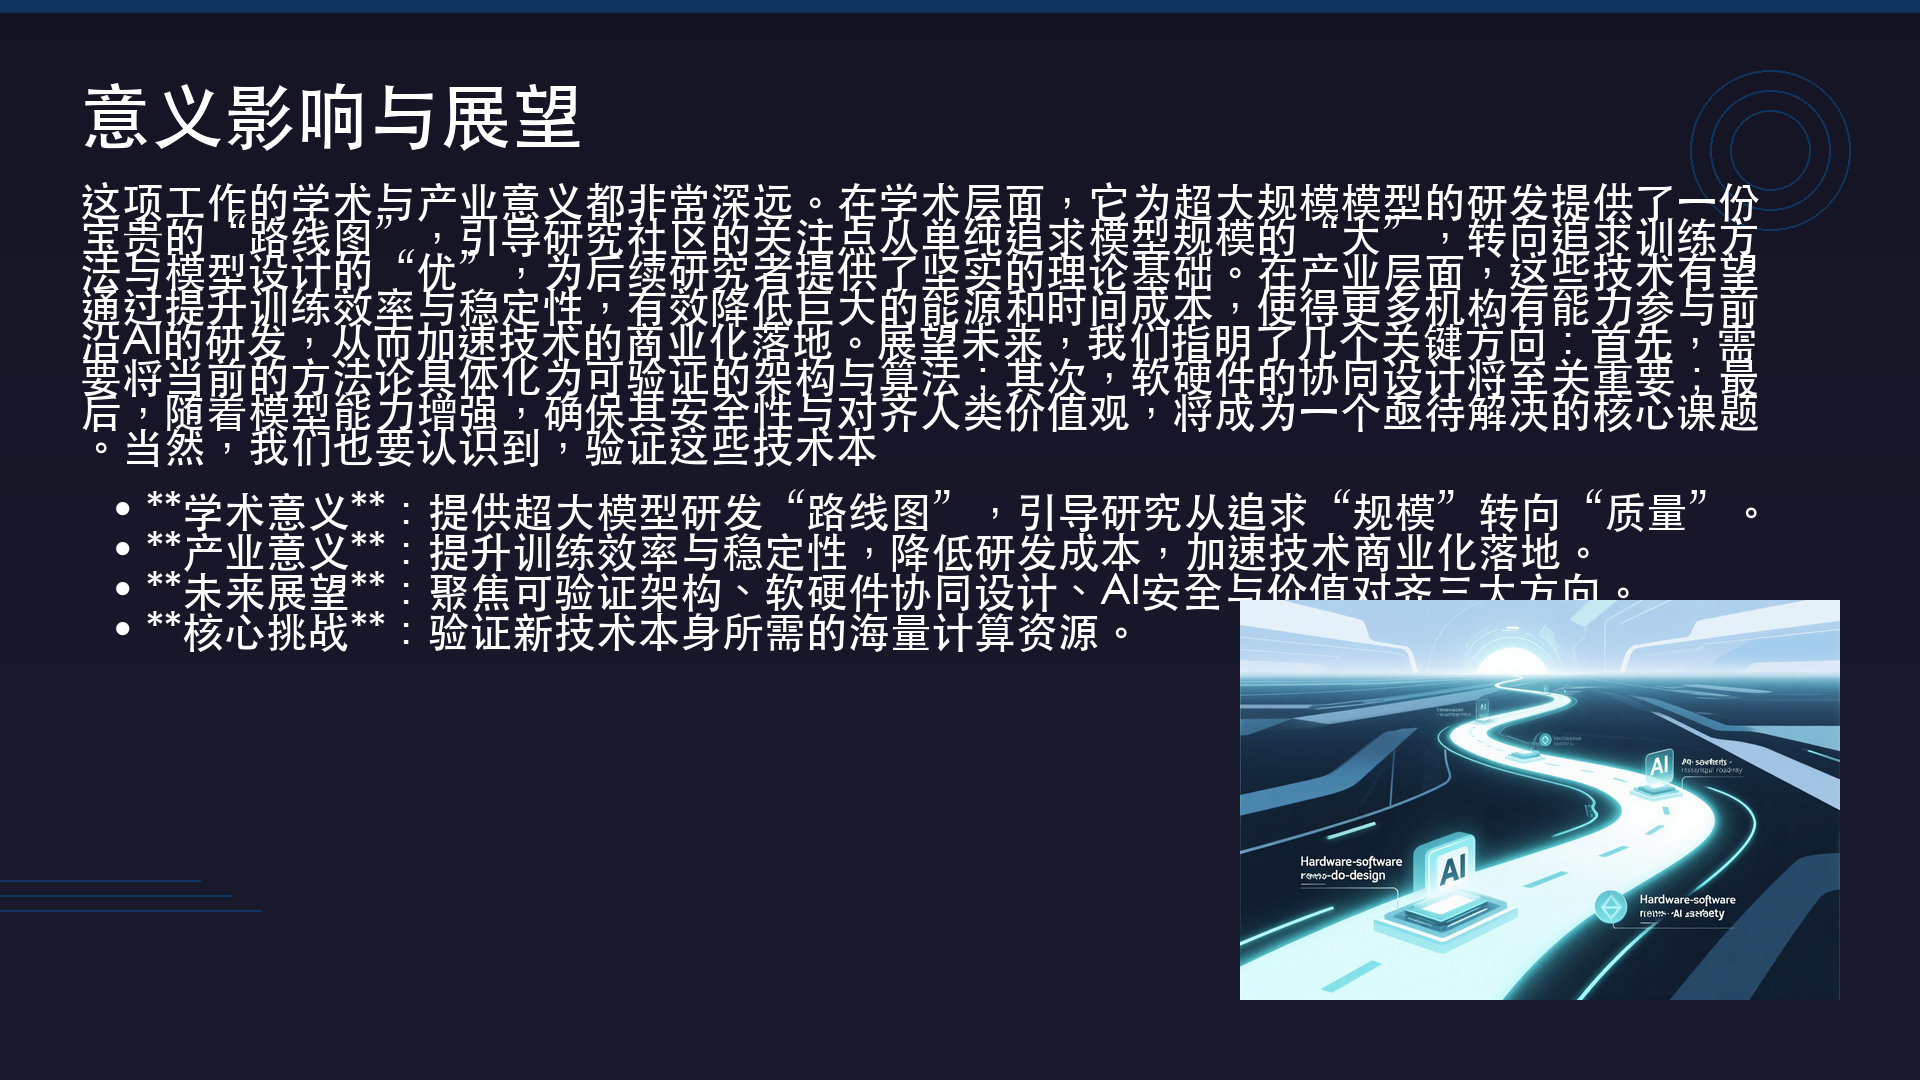 意义影响与展望
这项工作的学术与产业意义都非常深远。在学术层面，它为超大规模模型的研发提供了一份
宝贵的“路线图”，引导研究社区的关注点从单纯追求模型规模的“大”，转向追求训练方
法与模型设计的“优”，为后续研究者提供了坚实的理论基础。在产业层面，这些技术有望
通过提升训练效率与稳定性，有效降低巨大的能源和时间成本，使得更多机构有能力参与前
沿AI的研发，从而加速技术的商业化落地。展望未来，我们指明了几个关键方向：首先，需
要将当前的方法论具体化为可验证的架构与算法；其次，软硬件的协同设计将至关重要；最
后，随着模型能力增强，确保其安全性与对齐人类价值观，将成为一个亟待解决的核心课题
。当然，我们也要认识到，验证这些技术本
• **学术意义**：提供超大模型研发“路线图”，引导研究从追求“规模”转向“质量”。
• **产业意义**：提升训练效率与稳定性，降低研发成本，加速技术商业化落地。
• **未来展望**：聚焦可验证架构、软硬件协同设计、AI安全与价值对齐三大方向。
• **核心挑战**：验证新技术本身所需的海量计算资源。
AI
AI
AI
Hardware-software
-do-design
Hardware-software